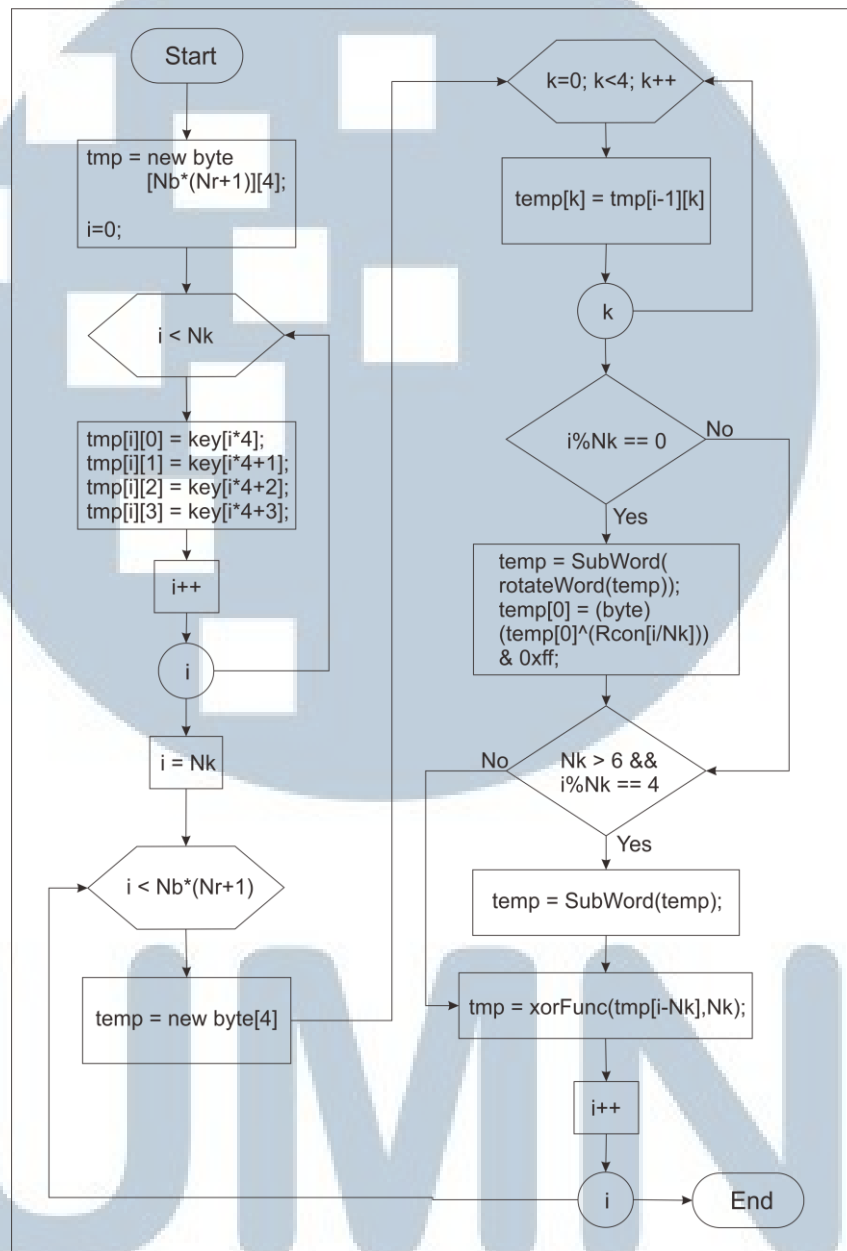 Start
tmp = new byte
[Nb*(Nr+1)][4];
i=0;
i < Nk
tmp[i][0] = key[i*4];
tmp[i][1] = key[i*4+1];
tmp[i][2] = key[i*4+2];
tmp[i][3] = key[i*4+3];
i++
i
i = Nk
i < Nb*(Nr+1)
temp = new byte[4]
k=0; k<4; k++
temp[k] = tmp[i-1][k]
k
i%Nk == 0
No
Yes
temp = SubWord(
rotateWord(temp));
temp[0] = (byte)
(temp[0]^(Rcon[i/Nk]))
& 0xff;
No
Nk > 6 &&
i%Nk == 4
Yes
temp = SubWord(temp);
tmp = xorFunc(tmp[i-Nk],Nk);
i++
i
End
UMN